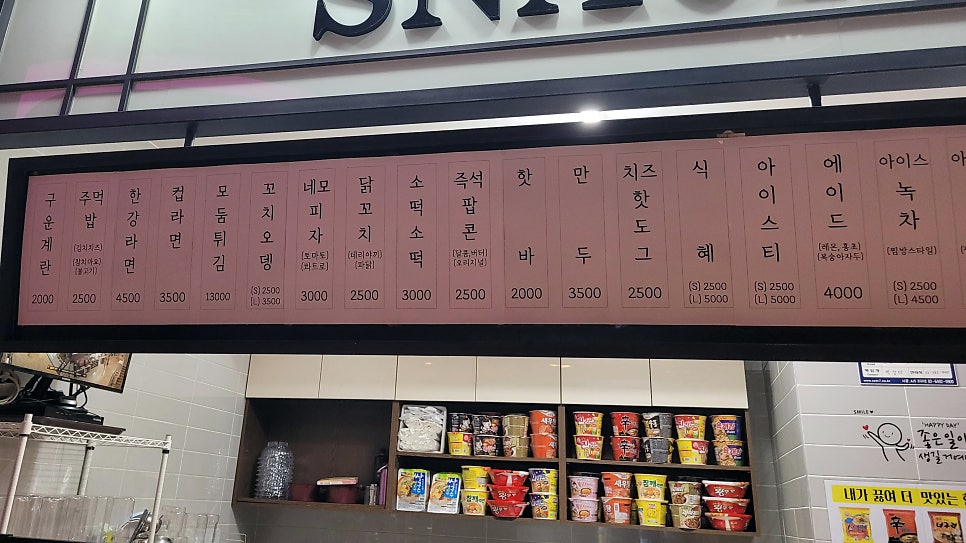 구운계란
2000
주먹밥
(김치치즈)
(참치마요)
(불고기)
2500
한강라면
4500
컵라면
3500
모둠튀김
13000
꼬치오뎅
(S) 2500
(L) 3500
네모피자
(토마토)
(콰트로)
3000
닭꼬치
(데리야끼)
(파닭)
2500
소떡소떡
3000
즉석팝콘
(달콤,버터)
(오리지널)
2500
핫바
2000
만두
3500
치즈핫도그
2500
식혜
(S) 2500
(L) 5000
아이스티
(S) 2500
(L) 5000
에이드
(레몬, 홍초)
(복숭아자두)
4000
아이스녹차
(찜방스타일)
(S) 2500
(L) 4500
SMILE
"HAPPY DAY"
좋은일이
생길거예
내가 끓여 더 맛있는